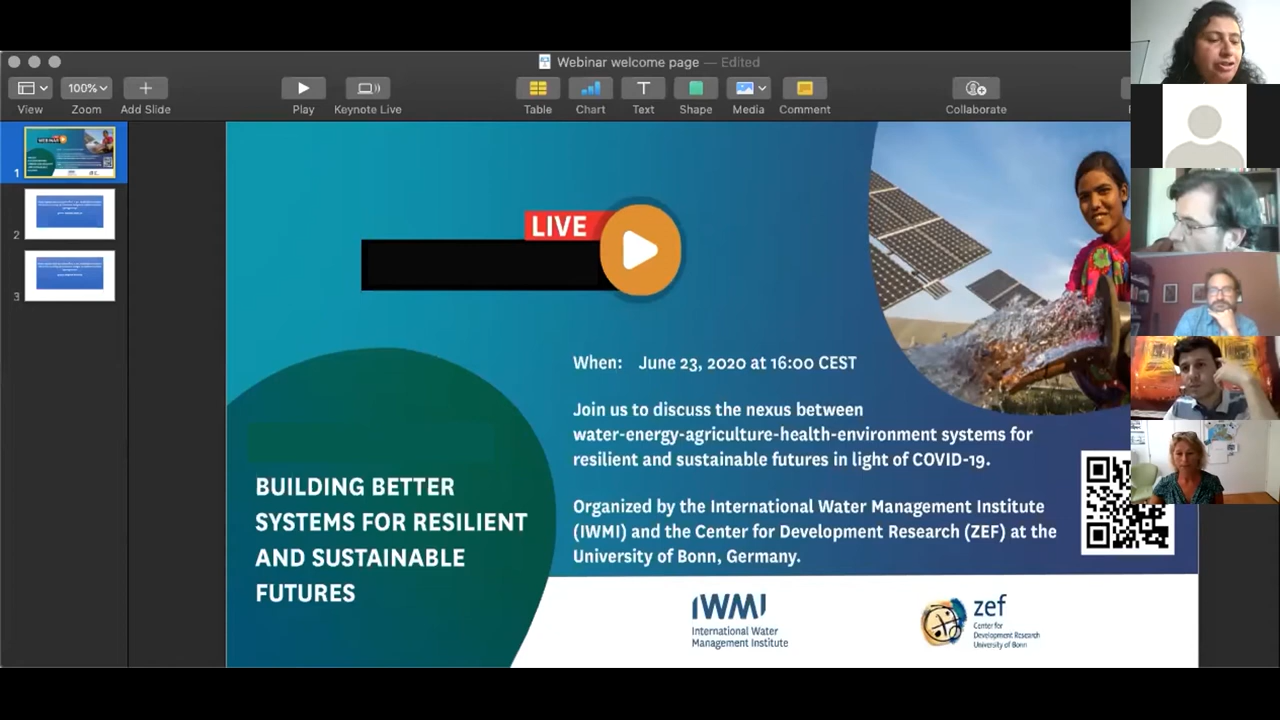 Webinar welcome page — Edited
100%
View
Zoom
Add Slide
Play
Keynote Live
Table
Chart
Text
Shape
Media
Comment
Collaborate
1
2
3
LIVE
When: June 23, 2020 at 16:00 CEST
Join us to discuss the nexus between
water-energy-agriculture-health-environment systems for
resilient and sustainable futures in light of COVID-19.
Organized by the International Water Management Institute
(IWMI) and the Center for Development Research (ZEF) at the
University of Bonn, Germany.
BUILDING BETTER
SYSTEMS FOR RESILIENT
AND SUSTAINABLE
FUTURES
IWMI
International Water
Management Institute
zef
Center for
Development Research
University of Bonn